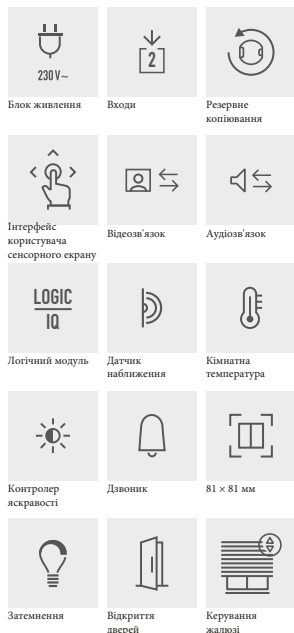 230 V~
2
Блок живлення
Входи
Резервне
копіювання
Інтерфейс
користувача
сенсорного екрану
Відеозв'язок
Аудіозв'язок
LOGIC
IQ
Логічний модуль
Датчик
наближення
Кімнатна
температура
Контролер
яскравості
Дзвоник
81 × 81 мм
Затемнення
Відкриття
дверей
Керування
жалюзі